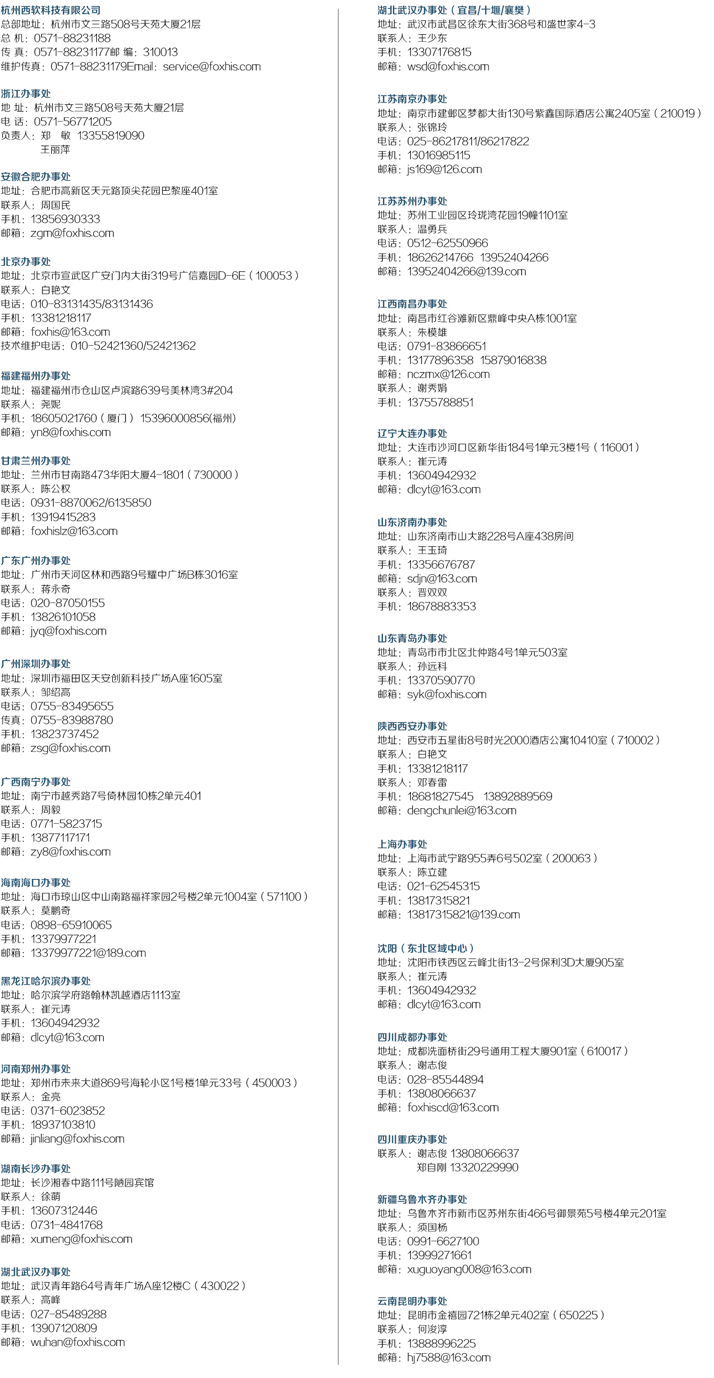 杭州西软科技有限公司
总部地址：杭州市文三路508号天苑大厦21层
总 机：0571-88231188
传 真：0571-88231177邮 编：310013
维护传真：0571-88231179Email：service@foxhis.com
浙江办事处
地 址：杭州市文三路508号天苑大厦21层
电 话：0571-56771205
负责人：郑 敏 13355819090
王丽萍
安徽合肥办事处
地址：合肥市高新区天元路顶尖花园巴黎座401室
联系人：周国民
手机：13856930333
邮箱：zgm@foxhis.com
北京办事处
地址：北京市宣武区广安门内大街319号广信嘉园D-6E（100053）
联系人：白艳文
电话：010-83131435/83131436
手机：13381218117
邮箱：foxhis@163.com
技术维护电话：010-52421360/52421362
福建福州办事处
地址：福建福州市仓山区卢滨路639号美林湾3#204
联系人：尧妮
手机：18605021760（厦门） 15396000856(福州)
邮箱：yn8@foxhis.com
甘肃兰州办事处
地址：兰州市甘南路473华阳大厦4-1801（730000）
联系人：陈公权
电话：0931-8870062/6135850
手机：13919415283
邮箱：foxhislz@163.com
广东广州办事处
地址：广州市天河区林和西路9号耀中广场B栋3016室
联系人：蒋永奇
电话：020-87050155
手机：13826101058
邮箱：jyq@foxhis.com
广州深圳办事处
地址：深圳市福田区天安创新科技广场A座1605室
联系人：邹绍高
电话：0755-83495655
传真：0755-83988780
手机：13823737452
邮箱：zsg@foxhis.com
广西南宁办事处
地址：南宁市越秀路7号倚林园10栋2单元401
联系人：周毅
电话：0771-5823715
手机：13877117171
邮箱：zy8@foxhis.com
海南海口办事处
地址：海口市琼山区中山南路福祥家园2号楼2单元1004室（571100）
联系人：莫鹏奇
电话：0898-65910065
手机：13379977221
邮箱：13379977221@189.com
黑龙江哈尔滨办事处
地址：哈尔滨学府路翰林凯越酒店1113室
联系人：崔元涛
手机：13604942932
邮箱：dlcyt@163.com
河南郑州办事处
地址：郑州市未来大道869号海轮小区1号楼1单元33号（450003）
联系人：金亮
电话：0371-6023852
手机：18937103810
邮箱：jinliang@foxhis.com
湖南长沙办事处
地址：长沙湘春中路111号陋园宾馆
联系人：徐萌
手机：13607312446
电话：0731-4841768
邮箱：xumeng@foxhis.com
湖北武汉办事处
地址：武汉青年路64号青年广场A座12楼C（430022）
联系人：高峰
电话：027-85489288
手机：13907120809
邮箱：wuhan@foxhis.com
湖北武汉办事处（宜昌/十堰/襄樊）
地址：武汉市武昌区徐东大街368号和盛世家4-3
联系人：王少东
手机：13307176815
邮箱：wsd@foxhis.com
江苏南京办事处
地址：南京市建邺区梦都大街130号紫鑫国际酒店公寓2405室（210019）
联系人：张锦玲
电话：025-86217811/86217822
手机：13016985115
邮箱：js169@126.com
江苏苏州办事处
地址：苏州工业园区玲珑湾花园19幢1101室
联系人：温勇兵
电话：0512-62550966
手机：18626214766 13952404266
邮箱：13952404266@139.com
江西南昌办事处
地址：南昌市红谷滩新区鼎峰中央A栋1001室
联系人：朱模雄
电话：0791-83866651
手机：13177896358 15879016838
邮箱：nczmx@126.com
联系人：谢秀娟
手机：13755788851
辽宁大连办事处
地址：大连市沙河口区新华街184号1单元3楼1号（116001）
联系人：崔元涛
手机：13604942932
邮箱：dlcyt@163.com
山东济南办事处
地址：山东济南市山大路228号A座438房间
联系人：王玉琦
手机：13356676787
邮箱：sdjn@163.com
联系人：晋双双
手机：18678883353
山东青岛办事处
地址：青岛市市北区北仲路4号1单元503室
联系人：孙远科
手机：13370590770
邮箱：syk@foxhis.com
陕西西安办事处
地址：西安市五星街8号时光2000酒店公寓10410室（710002）
联系人：白艳文
手机：13381218117
联系人：邓春雷
手机：18681827545 13892889569
邮箱：dengchunlei@163.com
上海办事处
地址：上海市武宁路955弄6号502室（200063）
联系人：陈立建
电话：021-62545315
手机：13817315821
邮箱：13817315821@139.com
沈阳（东北区域中心）
地址：沈阳市铁西区云峰北街13-2号保利3D大厦905室
联系人：崔元涛
手机：13604942932
邮箱：dlcyt@163.com
四川成都办事处
地址：成都洗面桥街29号通用工程大厦901室（610017）
联系人：谢志俊
电话：028-85544894
手机：13808066637
邮箱：foxhiscd@163.com
四川重庆办事处
联系人：谢志俊 13808066637
郑自刚 13320229990
新疆乌鲁木齐办事处
地址：乌鲁木齐市新市区苏州东街466号御景苑5号楼4单元201室
联系人：须国杨
电话：0991-6627100
手机：13999271661
邮箱：xuguoyang008@163.com
云南昆明办事处
地址：昆明市金禧园721栋2单元402室（650225）
联系人：何浚淳
手机：13888996225
邮箱：hj7588@163.com